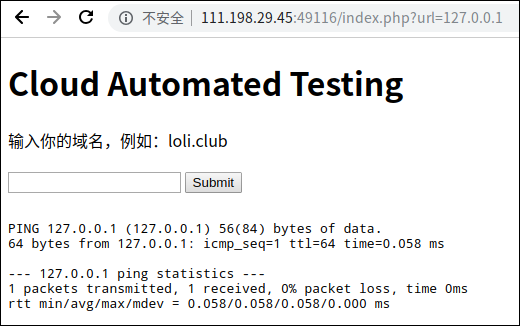 不安全 | 111.198.29.45:49116/index.php?url=127.0.0.1
Cloud Automated Testing
输入你的域名，例如：loli.club
Submit
PING 127.0.0.1 (127.0.0.1) 56(84) bytes of data.
64 bytes from 127.0.0.1: icmp_seq=1 ttl=64 time=0.058 ms
--- 127.0.0.1 ping statistics ---
1 packets transmitted, 1 received, 0% packet loss, time 0ms
rtt min/avg/max/mdev = 0.058/0.058/0.058/0.000 ms